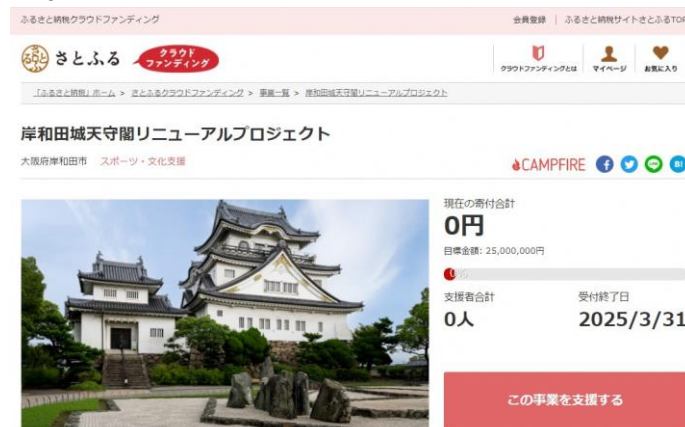 ふるさと納税クラウドファンディング
会員登録 | ふるさと納税サイトさとふるTOP
さとふる クラウドファンディング
クラウドファンディングとは マイページ お気に入り
「ふるさと納税」ホーム > さとふるクラウドファンディング > 事業一覧 > 岸和田城天守閣リニューアルプロジェクト
岸和田城天守閣リニューアルプロジェクト
大阪府岸和田市 スポーツ・文化支援
CAMPFIRE
現在の寄付合計
0円
目標金額: 25,000,000円
0%
支援者合計 受付終了日
0人 2025/3/31
この事業を支援する